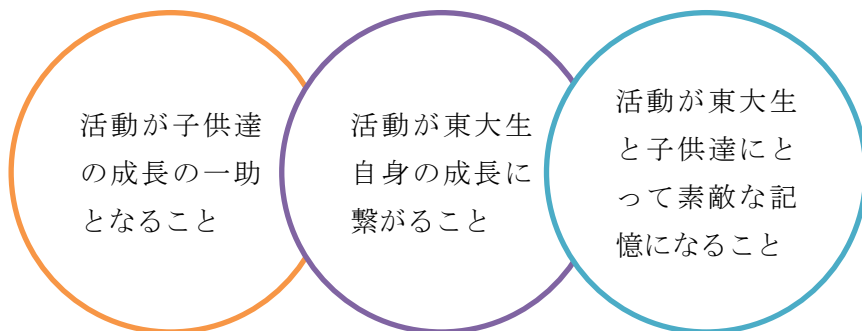 活動が子供達
の成長の一助
となること
活動が東大生
自身の成長に
繋がること
活動が東大生
と子供達にと
って素敵な記
憶になること